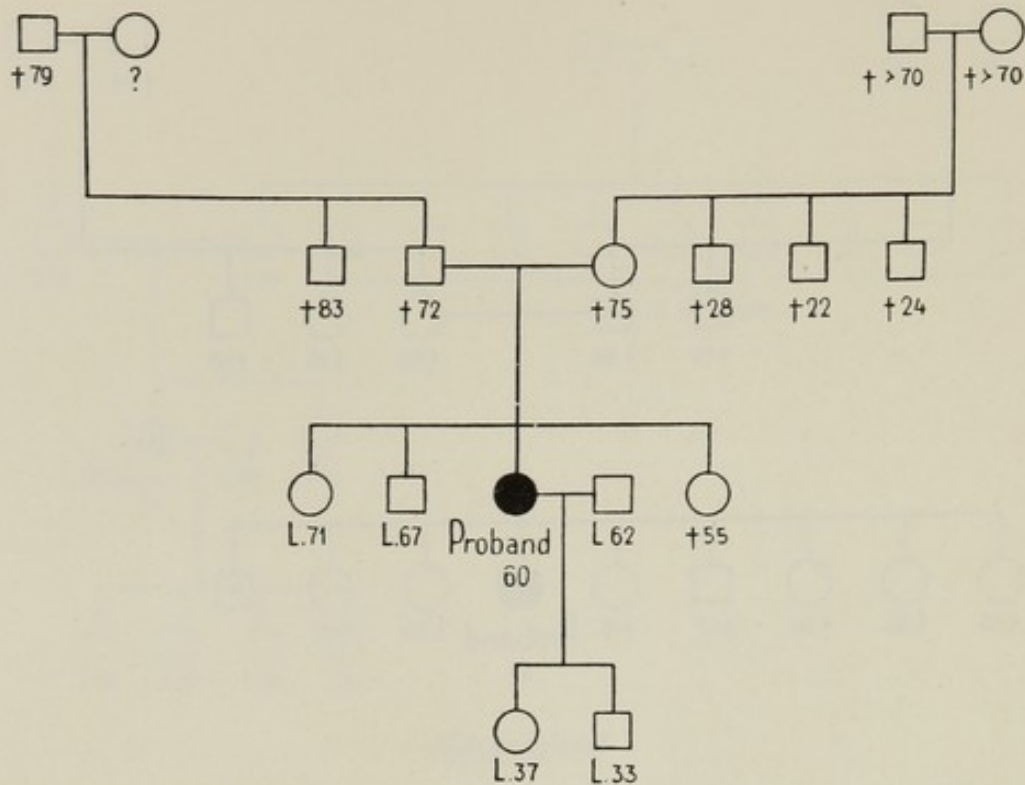 †79 ? †>70 †>70
†83 †72 †75 †28 †22 †24
L.71 L.67 Proband L 62 †55
60
L.37 L.33